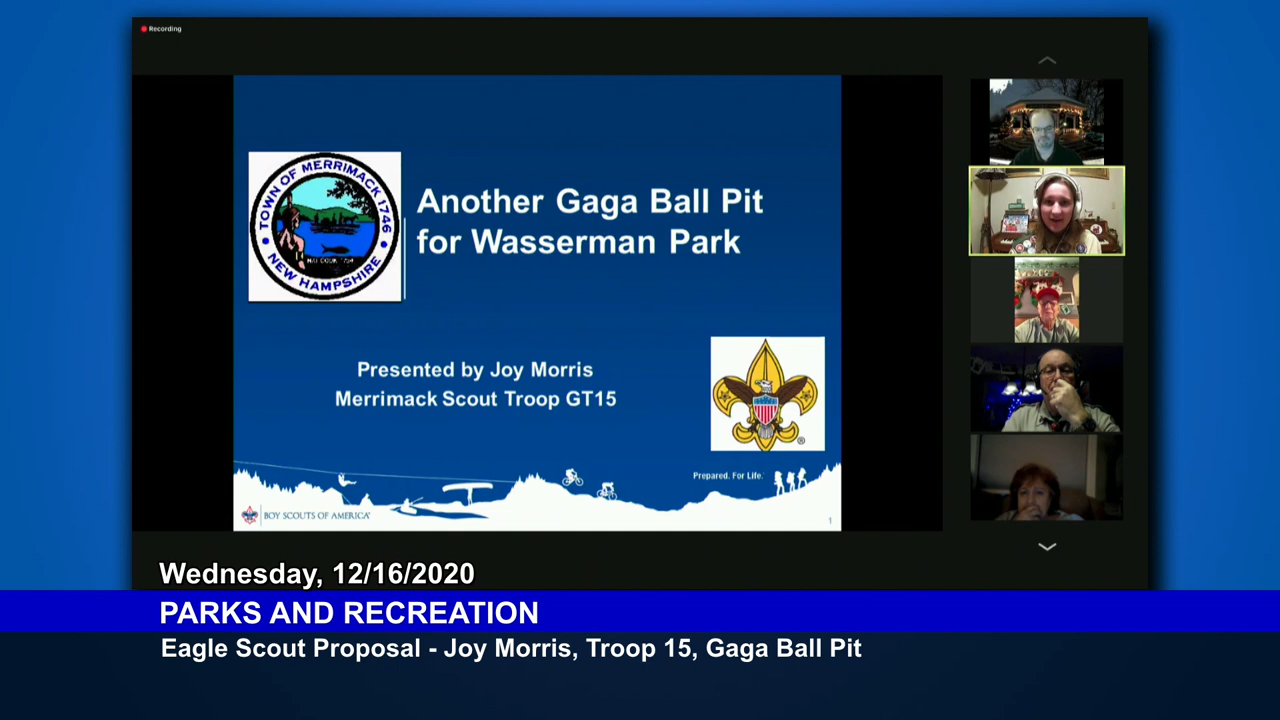 Recording
TOWN OF MERRIMACK 1746
NEW HAMPSHIRE
Another Gaga Ball Pit
for Wasserman Park
Presented by Joy Morris
Merrimack Scout Troop GT15
®
Prepared. For Life.
BOY SCOUTS OF AMERICA
1
Wednesday, 12/16/2020
PARKS AND RECREATION
Eagle Scout Proposal - Joy Morris, Troop 15, Gaga Ball Pit